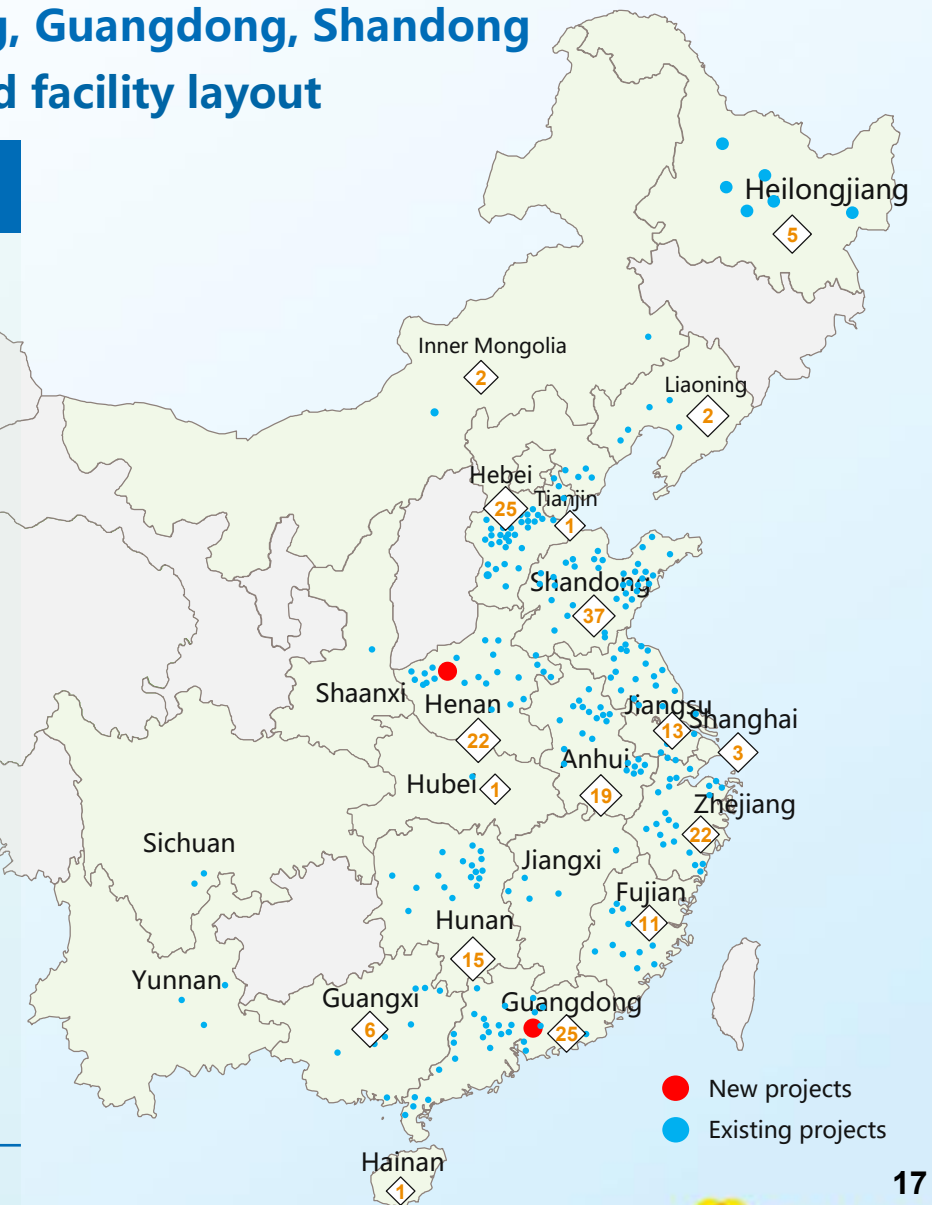 g, Guangdong, Shandong
d facility layout
Heilongjiang
5
Inner Mongolia
2
Liaoning
2
Hebei
25
Tianjin
1
Shandong
37
Shaanxi
Henan
22
Jiangsu
13
Shanghai
3
Anhui
19
Hubei
1
Zhejiang
22
Sichuan
Jiangxi
Fujian
11
Hunan
15
Yunnan
Guangxi
6
Guangdong
25
New projects
Existing projects
Hainan
1
17